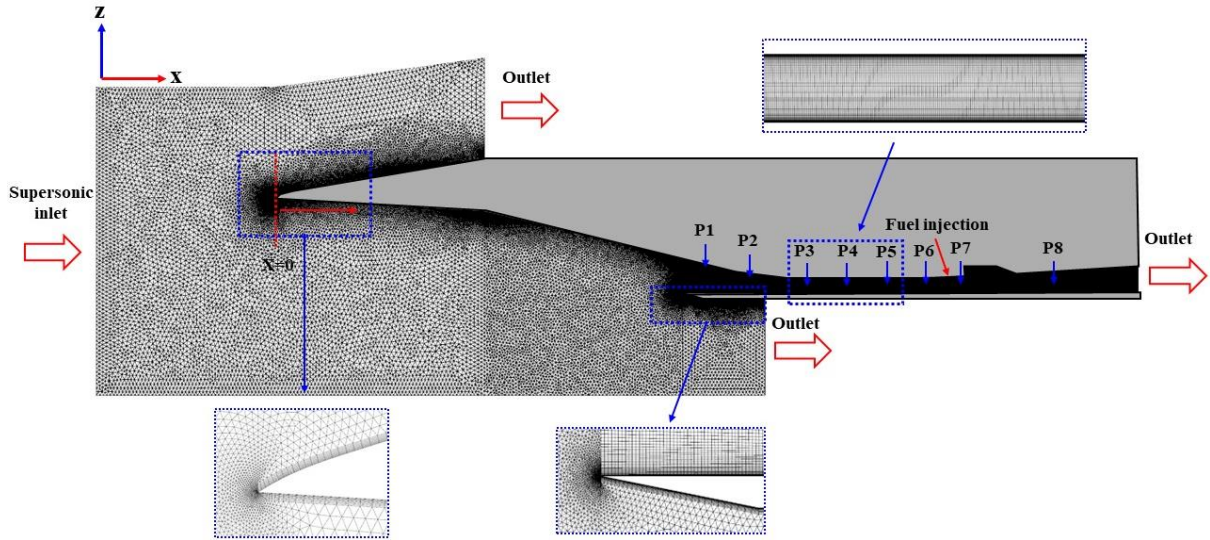 z
x
Outlet
Supersonic
inlet
X=0
P1
P2
P3
P4
P5
Fuel injection
P6
P7
P8
Outlet
Outlet